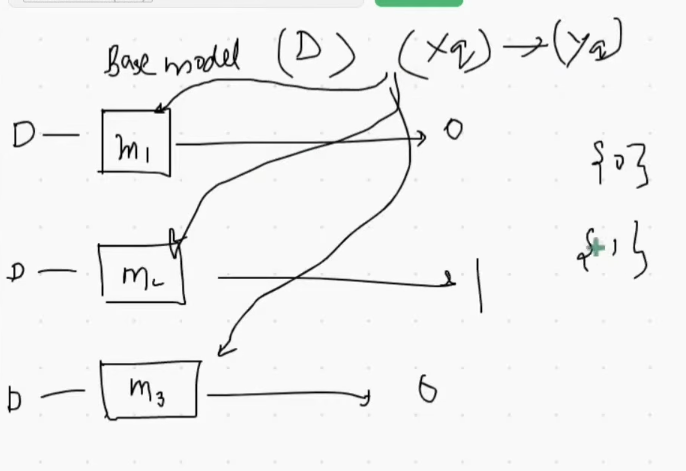 Base model (D) (Xq) → (Yq)
D — m1 → 0
{0}
D — m2 → 1
{1}
D — m3 → 0